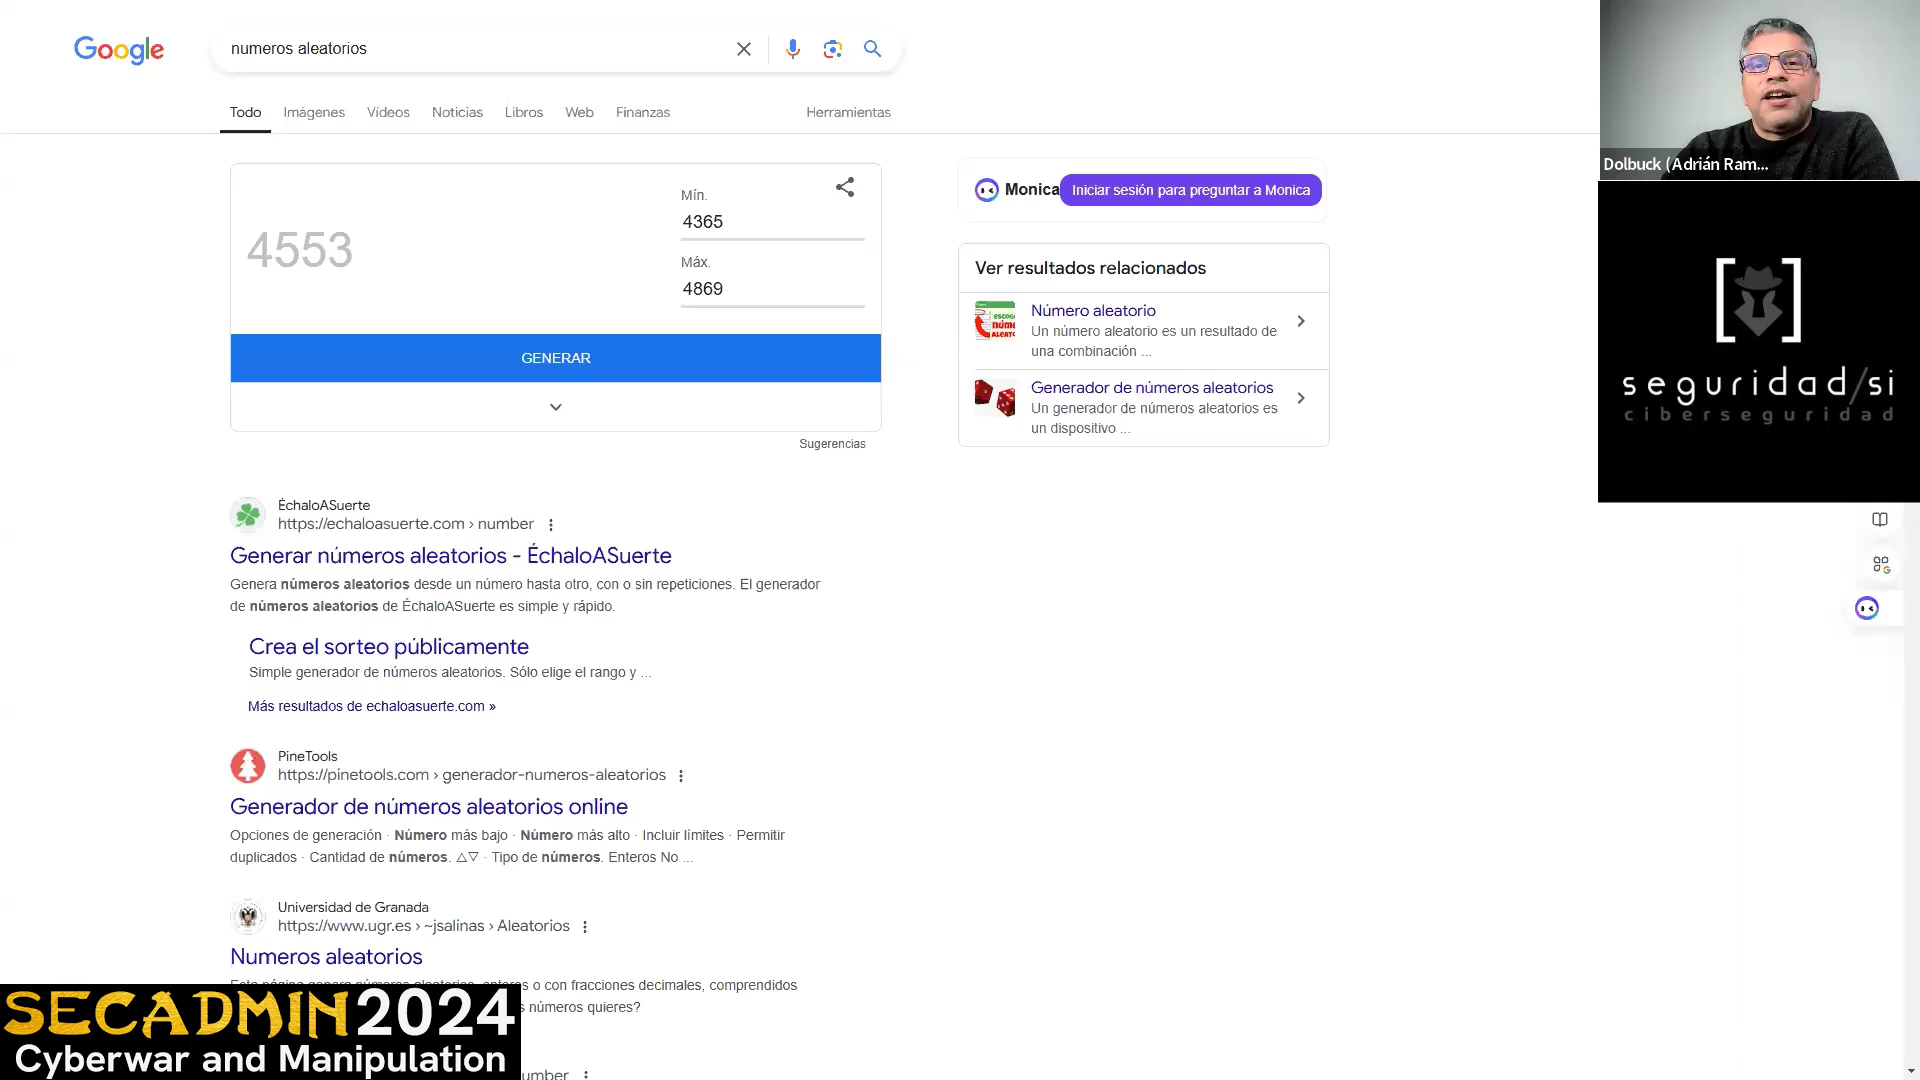 Google
numeros aleatorios
Todo
Imágenes
Vídeos
Noticias
Libros
Web
Finanzas
Herramientas
4553
Mín.
4365
Máx.
4869
GENERAR
Sugerencias
Monica
Iniciar sesión para preguntar a Monica
Ver resultados relacionados
Número aleatorio
Un número aleatorio es un resultado de
una combinación ...
Generador de números aleatorios
Un generador de números aleatorios es
un dispositivo ...
ÉchaloASuerte
https://echaloasuerte.com › number
Generar números aleatorios - ÉchaloASuerte
Genera números aleatorios desde un número hasta otro, con o sin repeticiones. El generador
de números aleatorios de ÉchaloASuerte es simple y rápido.
Crea el sorteo públicamente
Simple generador de números aleatorios. Sólo elige el rango y ...
Más resultados de echaloasuerte.com »
PineTools
https://pinetools.com › generador-numeros-aleatorios
Generador de números aleatorios online
Opciones de generación · Número más bajo · Número más alto · Incluir límites · Permitir
duplicados · Cantidad de números. △▽ · Tipo de números. Enteros No ...
Universidad de Granada
https://www.ugr.es › ~jsalinas › Aleatorios
Numeros aleatorios
o con fracciones decimales, comprendidos
números quieres?
Dolbuck (Adrián Ram...
seguridad/si
ciberseguridad
SECADMIN2024
Cyberwar and Manipulation